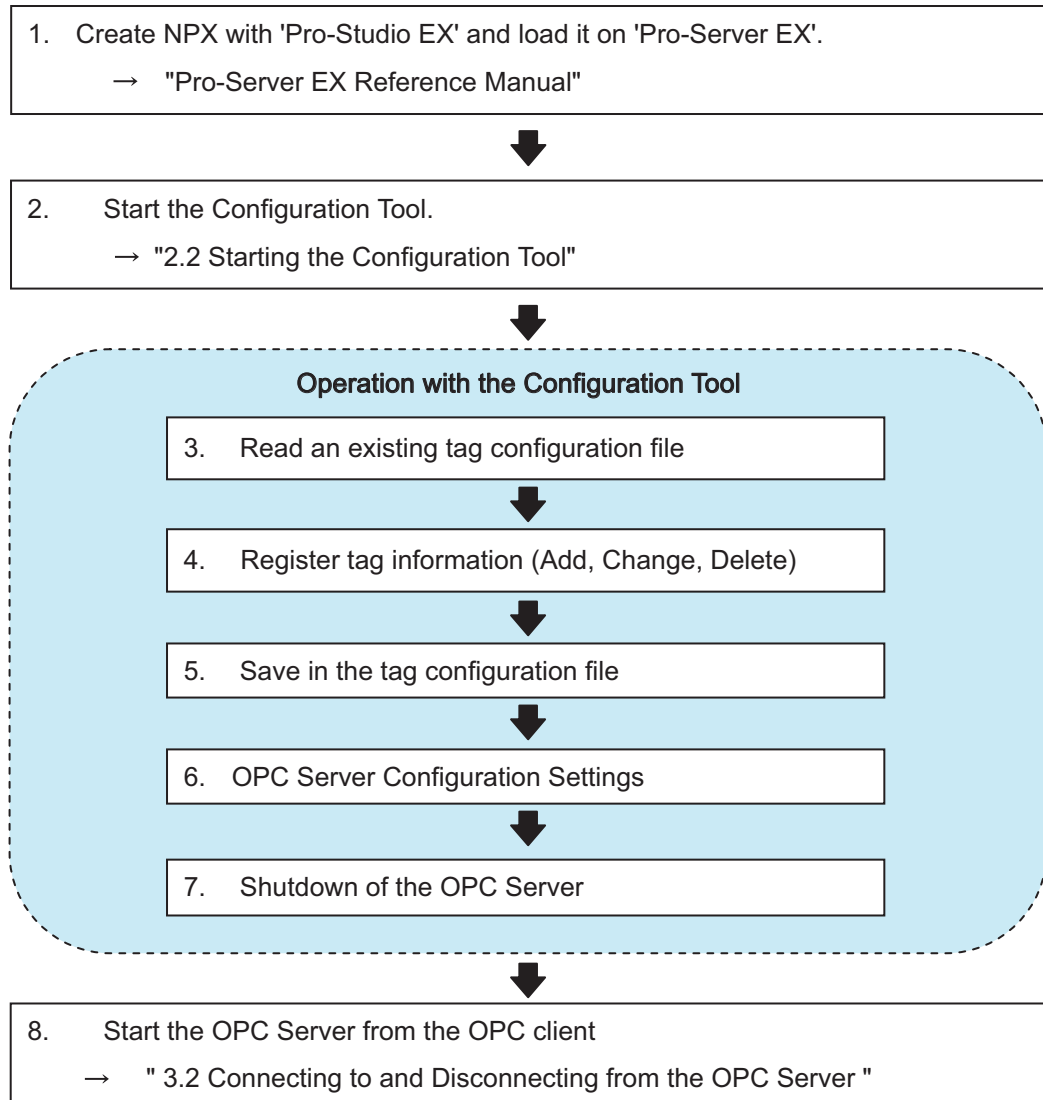 1. Create NPX with 'Pro-Studio EX' and load it on 'Pro-Server EX'.
→ "Pro-Server EX Reference Manual"
2. Start the Configuration Tool.
→ "2.2 Starting the Configuration Tool"
Operation with the Configuration Tool
3. Read an existing tag configuration file
4. Register tag information (Add, Change, Delete)
5. Save in the tag configuration file
6. OPC Server Configuration Settings
7. Shutdown of the OPC Server
8. Start the OPC Server from the OPC client
→ " 3.2 Connecting to and Disconnecting from the OPC Server "